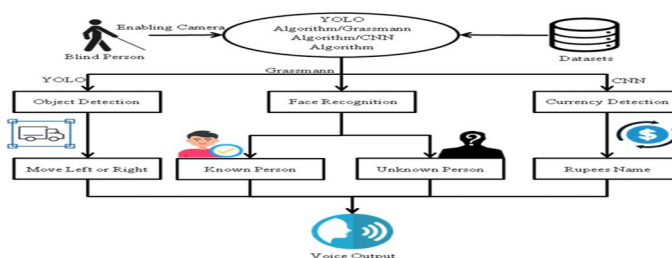 Enabling Camera
Blind Person
YOLO
Algorithm/Grassmann
Algorithm/CNN
Algorithm
Datasets
YOLO
Grassmann
CNN
Object Detection
Face Recognition
Currency Detection
Move Left or Right
Known Person
Unknown Person
Rupees Name
Voice Output